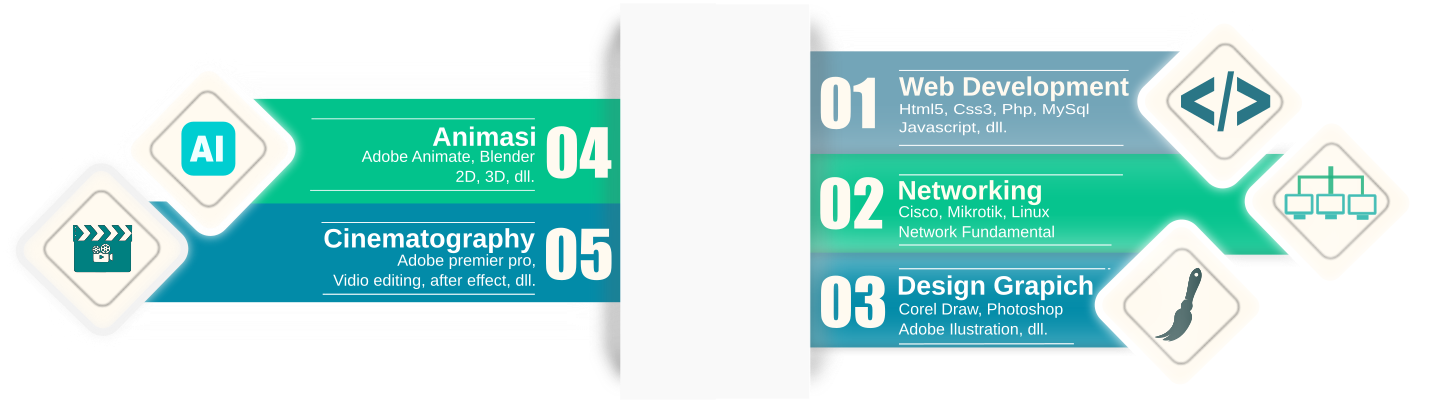 01
Web Development
Html5, Css3, Php, MySql
Javascript, dll.
02
Networking
Cisco, Mikrotik, Linux
Network Fundamental
03
Design Grapich
Corel Draw, Photoshop
Adobe Ilustration, dll.
</>
AI
04
Animasi
Adobe Animate, Blender
2D, 3D, dll.
05
Cinematography
Adobe premier pro,
Vidio editing, after effect, dll.